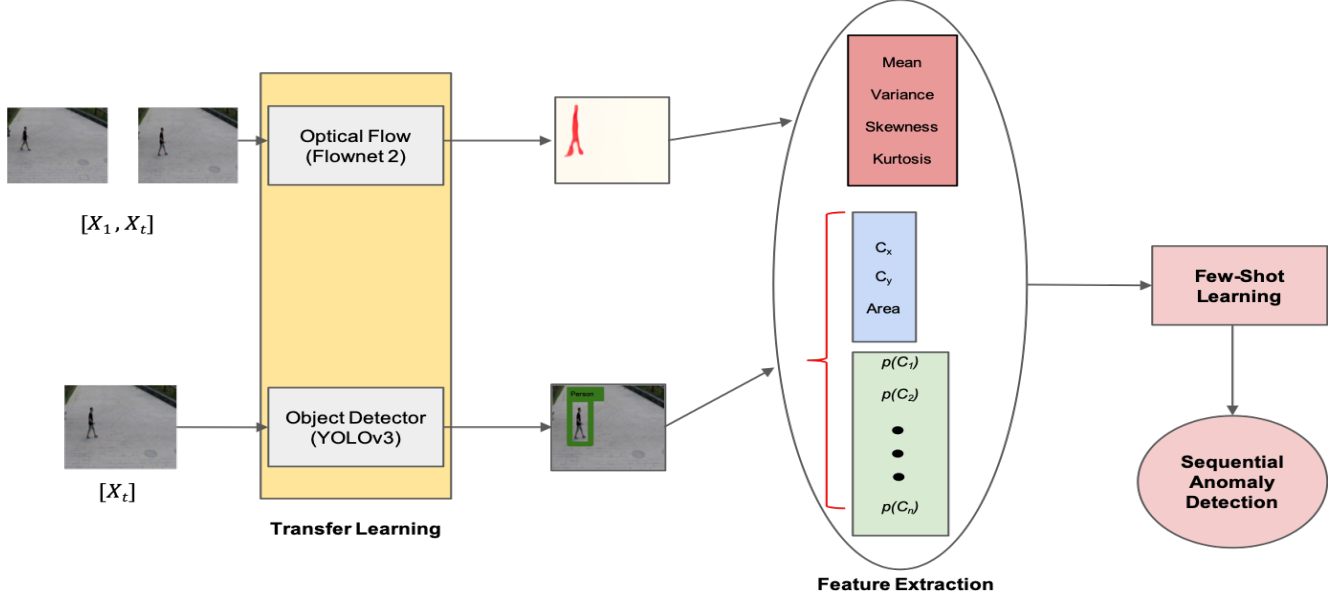 Optical Flow
(Flownet 2)
[X₁, Xₜ]
Object Detector
(YOLOv3)
[Xₜ]
Transfer Learning
Person
Mean
Variance
Skewness
Kurtosis
Cₓ
Cᵧ
Area
p(C₁)
p(C₂)
p(Cₙ)
Feature Extraction
Few-Shot
Learning
Sequential
Anomaly
Detection